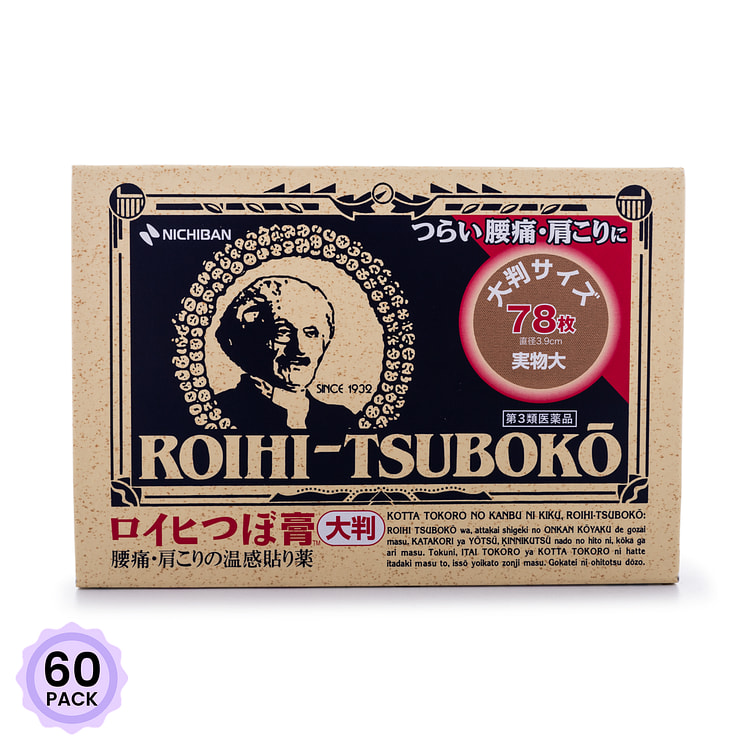 NICHIBAN
つらい腰痛・肩こりに
大判サイズ
78枚
直径3.9cm
実物大
SINCE 1932
第3類医薬品
ROIHI-TSUBOKŌ
ロイヒつぼ膏™ 大判
腰痛・肩こりの温感貼り薬
KOTTA TOKORO NO KANBU NI KIKU, ROIHI-TSUBOKŌ:
ROIHI TSUBOKŌ wa, attakai shigeki no ONKAN KŌYAKU de gozai
masu. KATAKORI ya YŌTSŪ, KINNIKUTSŪ nado no hito ni, kōka ga
ari masu. Tokuni, ITAI TOKORO ya KOTTA TOKORO ni hatte
itadaki masu to, issō yoikato zonji masu. Gokatei ni ohitotsu dōzo.
60
PACK